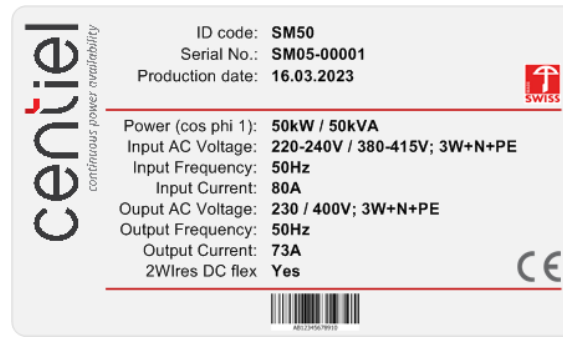 centiel
continuous power availability
ID code: SM50
Serial No.: SM05-00001
Production date: 16.03.2023
SWISS
Power (cos phi 1): 50kW / 50kVA
Input AC Voltage: 220-240V / 380-415V; 3W+N+PE
Input Frequency: 50Hz
Input Current: 80A
Ouput AC Voltage: 230 / 400V; 3W+N+PE
Output Frequency: 50Hz
Output Current: 73A
2WIres DC flex Yes
CE
AB12345678910